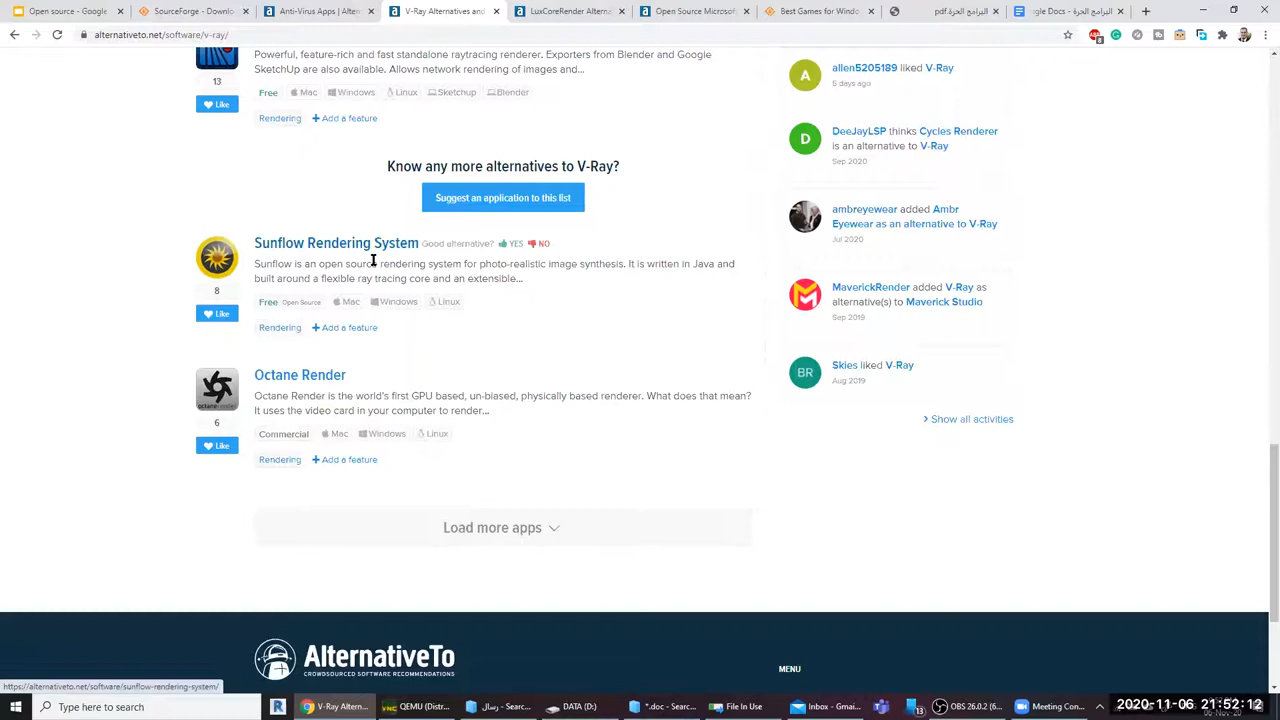 Open source - Google
SourceForge - Downlo
Anti-Virus Apps for
V-Ray Alternatives and
LuxCoreRender Alterna
Open Source Microsof
Best Games for Windo
البرامج الحرة.pdf
البرامج
alternativeto.net/software/v-ray/
Powerful, feature-rich and fast standalone raytracing renderer. Exporters from Blender and Google
SketchUp are also available. Allows network rendering of images and...
13
Like
Free Mac Windows Linux Sketchup Blender
Rendering + Add a feature
Know any more alternatives to V-Ray?
Suggest an application to this list
Sunflow Rendering System Good alternative? YES NO
Sunflow is an open source rendering system for photo-realistic image synthesis. It is written in Java and
built around a flexible ray tracing core and an extensible...
8
Like
Free Open Source Mac Windows Linux
Rendering + Add a feature
Octane Render
Octane Render is the world's first GPU based, un-biased, physically based renderer. What does that mean?
It uses the video card in your computer to render...
6
Like
Commercial Mac Windows Linux
Rendering + Add a feature
Load more apps
A
allen5205189 liked V-Ray
5 days ago
D
DeeJayLSP thinks Cycles Renderer
is an alternative to V-Ray
Sep 2020
ambreyewear added Ambr
Eyewear as an alternative to V-Ray
Jul 2020
MaverickRender added V-Ray as
alternative(s) to Maverick Studio
Sep 2019
BR
Skies liked V-Ray
Aug 2019
> Show all activities
AlternativeTo
CROWDSOURCED SOFTWARE RECOMMENDATIONS
MENU
https://alternativeto.net/software/sunflow-rendering-system/
Type here to search
V-Ray Altern...
QEMU (Distr...
رسال - Searc...
DATA (D:)
*.doc - Searc...
File In Use
Inbox - Gmai...
13
OBS 26.0.2 (6...
Meeting Con...
2020-11-06 21:52:12